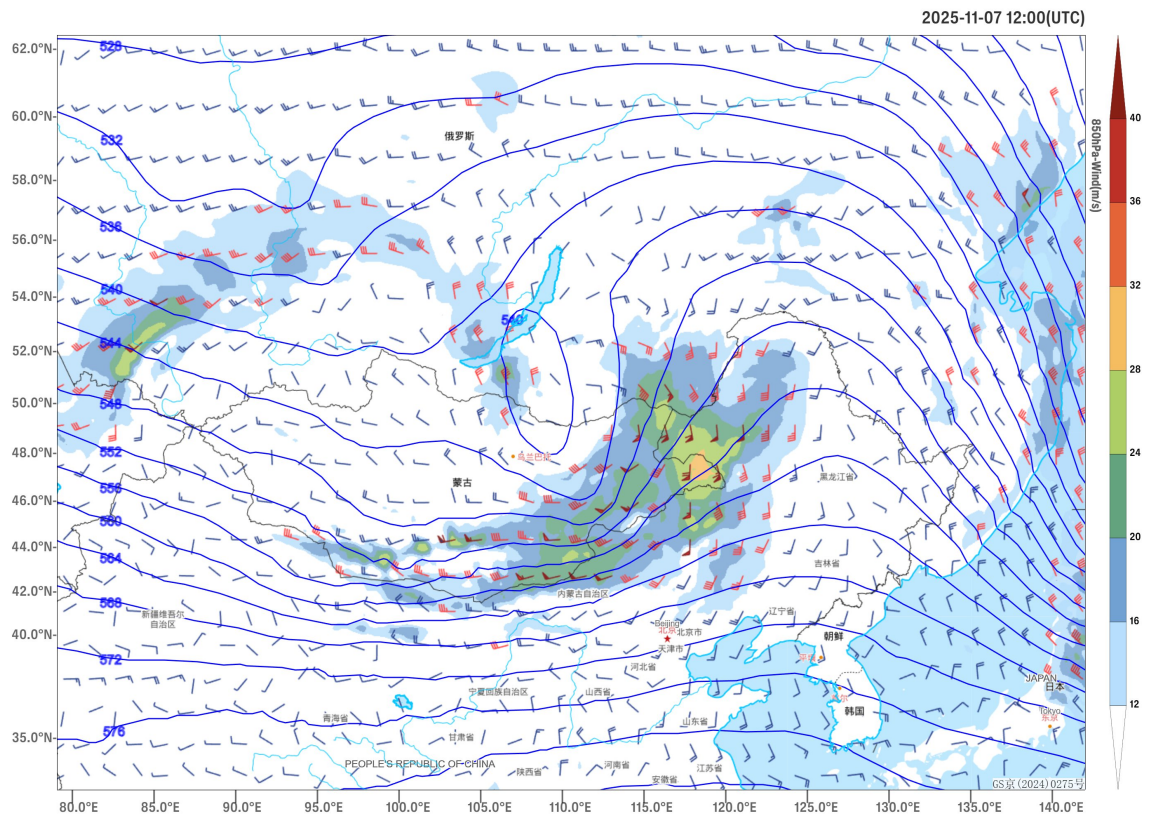 2025-11-07 12:00(UTC)
62.0°N
60.0°N
58.0°N
56.0°N
54.0°N
52.0°N
50.0°N
48.0°N
46.0°N
44.0°N
42.0°N
40.0°N
35.0°N
528
532
536
540
544
548
552
556
560
564
568
572
576
540
俄罗斯
乌兰巴托
蒙古
黑龙江省
吉林省
内蒙古自治区
新疆维吾尔
自治区
辽宁省
Beijing
北京
北京市
天津市
朝鲜
河北省
宁夏回族自治区
山西省
JAPAN
日本
韩国
青海省
山东省
Tokyo
东京
甘肃省
PEOPLE'S REPUBLIC OF CHINA
陕西省
河南省
安徽省
江苏省
GS京(2024)0275号
80.0°E
85.0°E
90.0°E
95.0°E
100.0°E
105.0°E
110.0°E
115.0°E
120.0°E
125.0°E
130.0°E
135.0°E
140.0°E
850hPa-Wind(m/s)
40
36
32
28
24
20
16
12